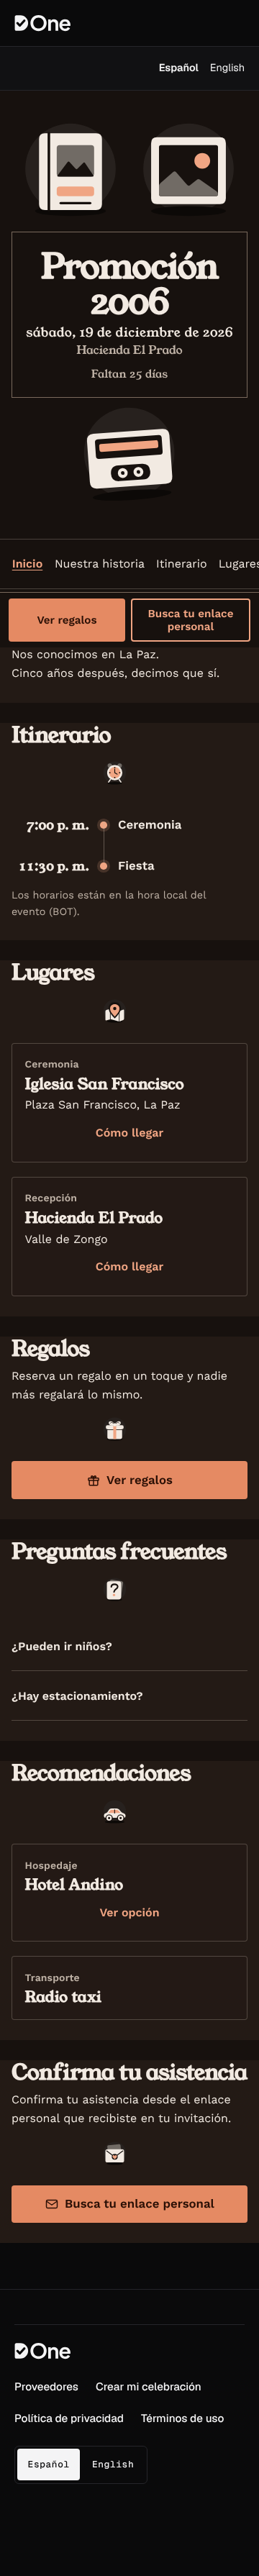 One
Español English
Promoción
2006
sábado, 19 de diciembre de 2026
Hacienda El Prado
Faltan 25 días
Inicio Nuestra historia Itinerario Lugares
Ver regalos
Busca tu enlace
personal
Nos conocimos en La Paz.
Cinco años después, decimos que sí.
Itinerario
7:00 p. m. Ceremonia
11:30 p. m. Fiesta
Los horarios están en la hora local del
evento (BOT).
Lugares
Ceremonia
Iglesia San Francisco
Plaza San Francisco, La Paz
Cómo llegar
Recepción
Hacienda El Prado
Valle de Zongo
Cómo llegar
Regalos
Reserva un regalo en un toque y nadie
más regalará lo mismo.
Ver regalos
Preguntas frecuentes
¿Pueden ir niños?
¿Hay estacionamiento?
Recomendaciones
Hospedaje
Hotel Andino
Ver opción
Transporte
Radio taxi
Confirma tu asistencia
Confirma tu asistencia desde el enlace
personal que recibiste en tu invitación.
Busca tu enlace personal
One
Proveedores Crear mi celebración
Política de privacidad Términos de uso
Español English